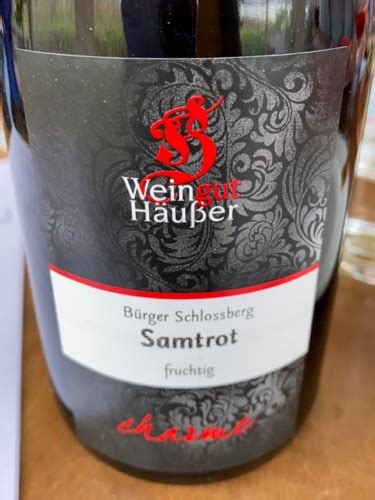 Weingut
Häußer
Bürger Schlossberg
Samtrot
fruchtig
charme